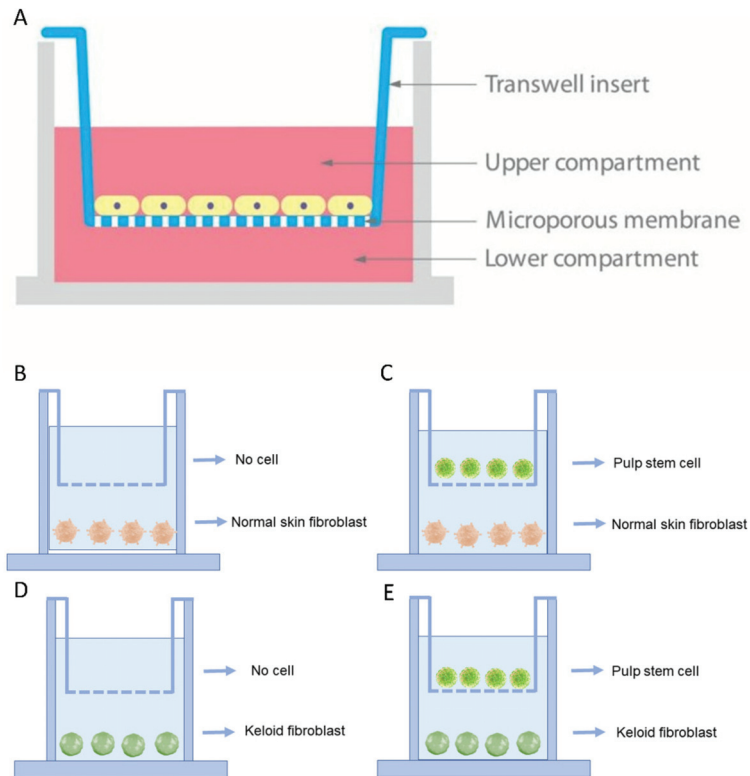 A
Transwell insert
Upper compartment
Microporous membrane
Lower compartment
B
No cell
Normal skin fibroblast
C
Pulp stem cell
Normal skin fibroblast
D
No cell
Keloid fibroblast
E
Pulp stem cell
Keloid fibroblast